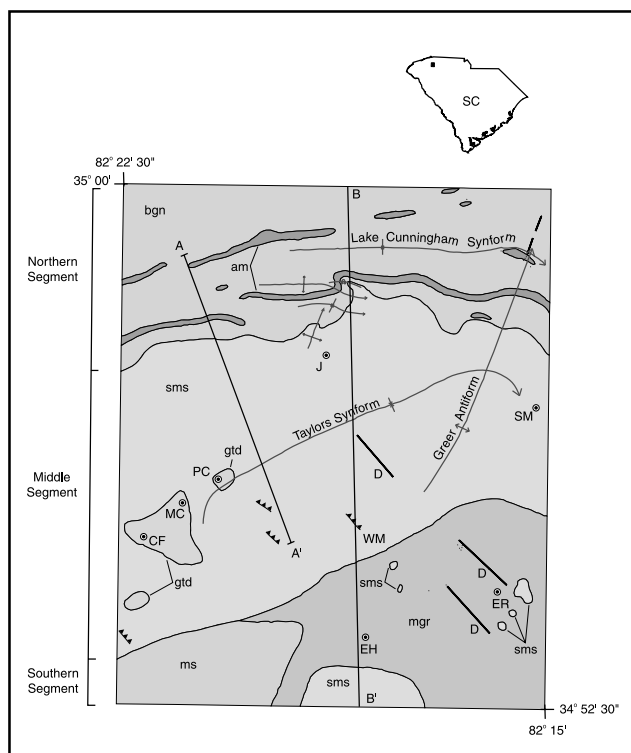 SC
82° 22' 30"
35° 00'
B
bgn
Lake Cunningham Synform
A
Northern
Segment
am
J
sms
Taylors Synform
Greer Antiform
SM
gtd
PC
D
Middle
Segment
MC
WM
CF
A'
D
sms
ER
gtd
mgr
D
sms
EH
ms
Southern
Segment
sms
B'
34° 52' 30"
82° 15'